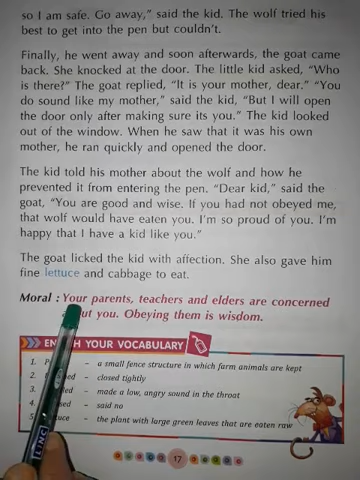 so I am safe. Go away,” said the kid. The wolf tried his
best to get into the pen but couldn’t.
Finally, he went away and soon afterwards, the goat came
back. She knocked at the door. The little kid asked, “Who
is there?” The goat replied, “It is your mother, dear.” “You
do sound like my mother,” said the kid, “But I will open
the door only after making sure its you.” The kid looked
out of the window. When he saw that it was his own
mother, he ran quickly and opened the door.
The kid told his mother about the wolf and how he
prevented it from entering the pen. “Dear kid,” said the
goat, “You are good and wise. If you had not obeyed me,
that wolf would have eaten you. I’m so proud of you. I’m
happy that I have a kid like you.”
The goat licked the kid with affection. She also gave him
fine lettuce and cabbage to eat.
Moral : Your parents, teachers and elders are concerned
you. Obeying them is wisdom.
YOUR VOCABULARY
1. – a small fence structure in which farm animals are kept
2. – closed tightly
3. – made a low, angry sound in the throat
4. – said no
5. – the plant with large green leaves that are eaten raw
17
LINC